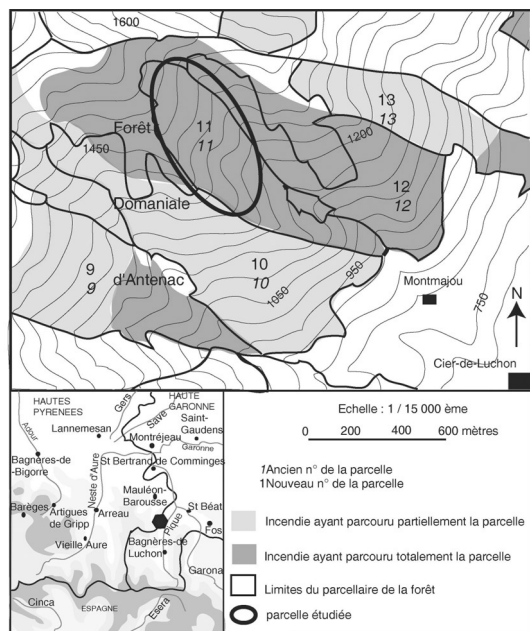 1600
13
13
11
11
Forêt
1200
1450
12
12
Domaniale
9
9
d'Antenac
10
10
950
1050
Montmajou
750
N
Cier-de-Luchon
HAUTES
PYRENEES
Gers
Save
HAUTE
GARONNE
Saint-
Gaudens
Lannemesan
Adour
Montréjeau
Garonne
Bagnères-de
-Bigorre
Neste d'Aure
St Bertrand de Comminges
Mauléon-
Barousse
Barèges
Artigues
de Gripp
Arreau
St Béat
Fos
Pique
Vieille Aure
Bagnères-de
Luchon
Garona
Cinca
ESPAGNE
Esera
Echelle : 1 / 15 000 ème
0 200 400 600 mètres
1Ancien n° de la parcelle
1Nouveau n° de la parcelle
Incendie ayant parcouru partiellement la parcelle
Incendie ayant parcouru totalement la parcelle
Limites du parcellaire de la forêt
parcelle étudiée